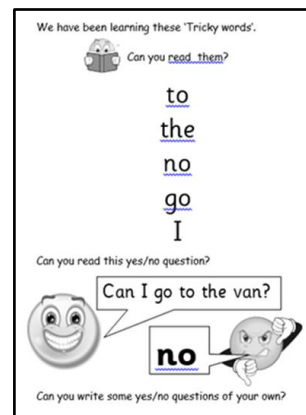 We have been learning these 'Tricky words'.
Can you read them?
to
the
no
go
I
Can you read this yes/no question?
Can I go to the van?
no
Can you write some yes/no questions of your own?